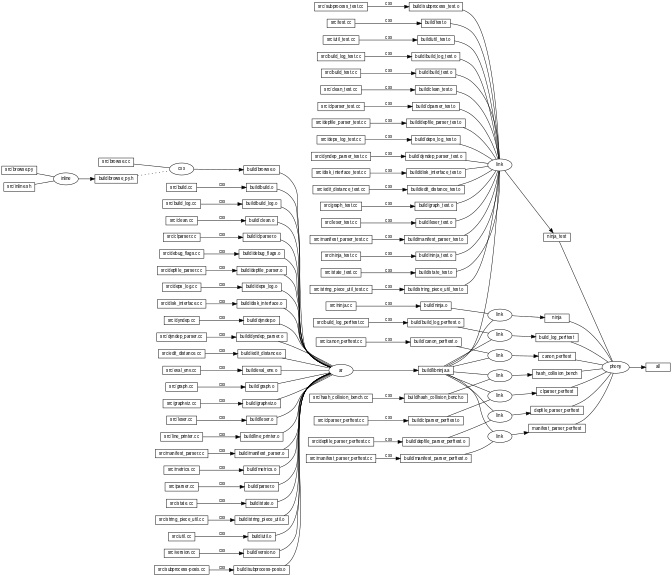 src/subprocess_test.cc cxx build/subprocess_test.o
src/test.cc cxx build/test.o
src/util_test.cc cxx build/util_test.o
src/build_log_test.cc cxx build/build_log_test.o
src/build_test.cc cxx build/build_test.o
src/clean_test.cc cxx build/clean_test.o
src/clparser_test.cc cxx build/clparser_test.o
src/depfile_parser_test.cc cxx build/depfile_parser_test.o
src/deps_log_test.cc cxx build/deps_log_test.o
src/dyndep_parser_test.cc cxx build/dyndep_parser_test.o
src/disk_interface_test.cc cxx build/disk_interface_test.o
src/edit_distance_test.cc cxx build/edit_distance_test.o
src/graph_test.cc cxx build/graph_test.o
src/lexer_test.cc cxx build/lexer_test.o
src/manifest_parser_test.cc cxx build/manifest_parser_test.o
src/ninja_test.cc cxx build/ninja_test.o
src/state_test.cc cxx build/state_test.o
src/string_piece_util_test.cc cxx build/string_piece_util_test.o
link
ninja_test
src/browse.py
src/inline.sh
inline
build/browse_py.h
src/browse.cc
cxx
build/browse.o
src/build.cc cxx build/build.o
src/build_log.cc cxx build/build_log.o
src/clean.cc cxx build/clean.o
src/clparser.cc cxx build/clparser.o
src/debug_flags.cc cxx build/debug_flags.o
src/depfile_parser.cc cxx build/depfile_parser.o
src/deps_log.cc cxx build/deps_log.o
src/disk_interface.cc cxx build/disk_interface.o
src/dyndep.cc cxx build/dyndep.o
src/dyndep_parser.cc cxx build/dyndep_parser.o
src/edit_distance.cc cxx build/edit_distance.o
src/eval_env.cc cxx build/eval_env.o
src/graph.cc cxx build/graph.o
src/graphviz.cc cxx build/graphviz.o
src/lexer.cc cxx build/lexer.o
src/line_printer.cc cxx build/line_printer.o
src/manifest_parser.cc cxx build/manifest_parser.o
src/metrics.cc cxx build/metrics.o
src/parser.cc cxx build/parser.o
src/state.cc cxx build/state.o
src/string_piece_util.cc cxx build/string_piece_util.o
src/util.cc cxx build/util.o
src/version.cc cxx build/version.o
src/subprocess-posix.cc cxx build/subprocess-posix.o
ar
build/libninja.a
src/ninja.cc cxx build/ninja.o
src/build_log_perftest.cc cxx build/build_log_perftest.o
src/canon_perftest.cc cxx build/canon_perftest.o
src/hash_collision_bench.cc cxx build/hash_collision_bench.o
src/clparser_perftest.cc cxx build/clparser_perftest.o
src/depfile_parser_perftest.cc cxx build/depfile_parser_perftest.o
src/manifest_parser_perftest.cc cxx build/manifest_parser_perftest.o
link ninja
link build_log_perftest
link canon_perftest
link hash_collision_bench
link clparser_perftest
link depfile_parser_perftest
link manifest_parser_perftest
phony
all